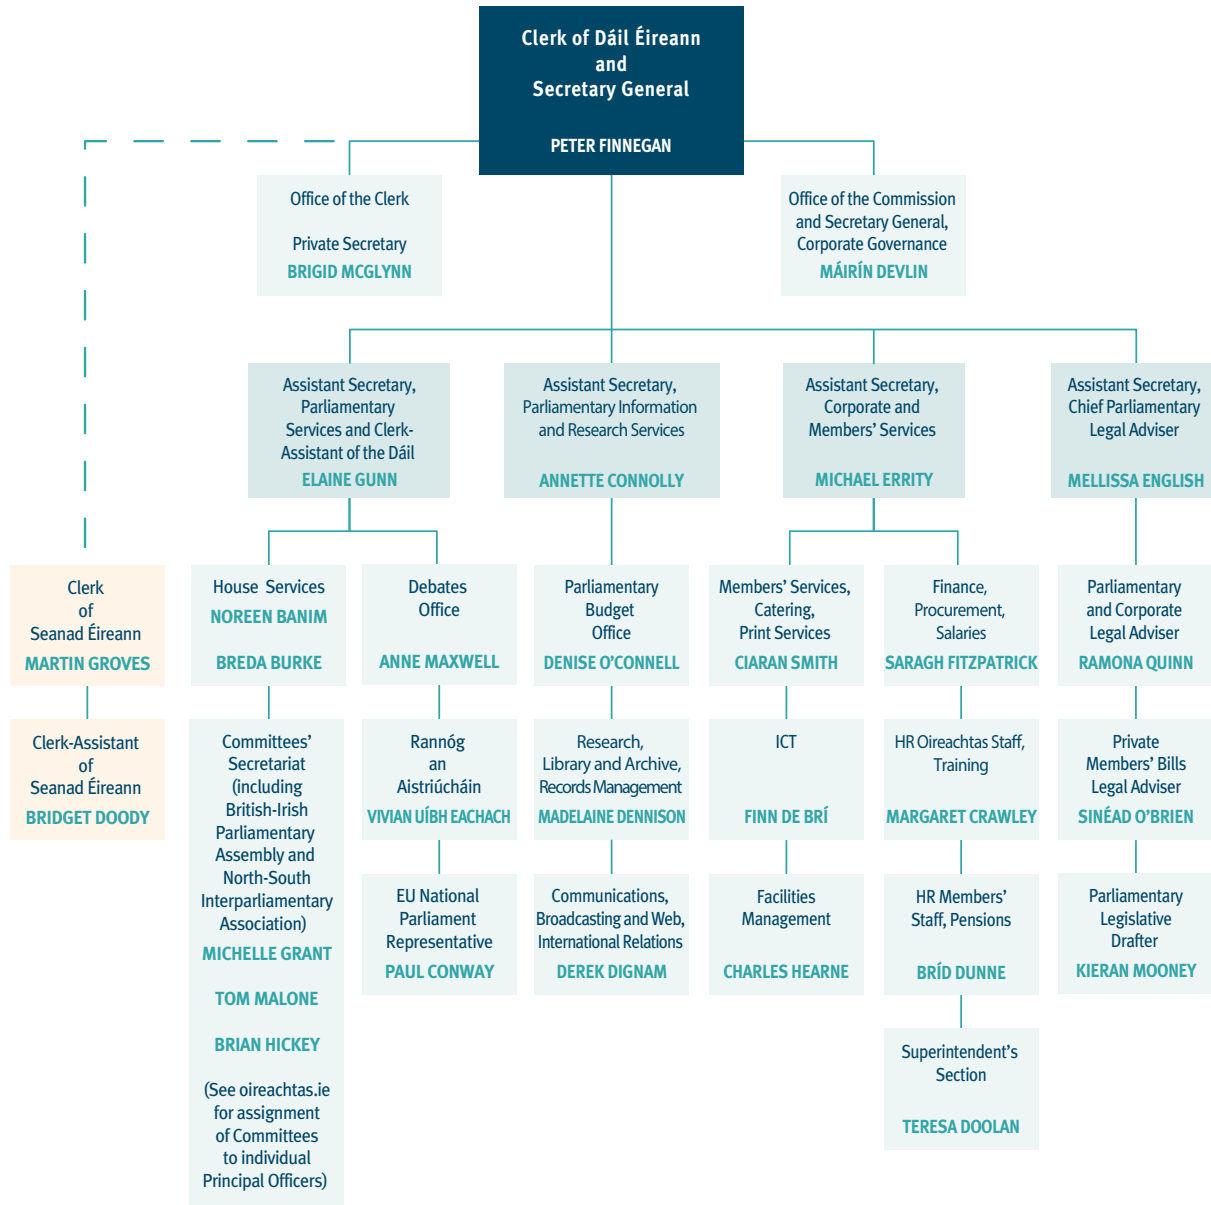 Clerk of Dáil Éireann
and
Secretary General
PETER FINNEGAN
Office of the Clerk
Private Secretary
BRIGID MCGLYNN
Office of the Commission
and Secretary General,
Corporate Governance
MÁIRÍN DEVLIN
Assistant Secretary,
Parliamentary
Services and Clerk-
Assistant of the Dáil
ELAINE GUNN
Assistant Secretary,
Parliamentary Information
and Research Services
ANNETTE CONNOLLY
Assistant Secretary,
Corporate and
Members' Services
MICHAEL ERRITY
Assistant Secretary,
Chief Parliamentary
Legal Adviser
MELLISSA ENGLISH
Clerk
of
Seanad Éireann
MARTIN GROVES
House Services
NOREEN BANIM
BREDA BURKE
Debates
Office
ANNE MAXWELL
Parliamentary
Budget
Office
DENISE O'CONNELL
Members' Services,
Catering,
Print Services
CIARAN SMITH
Finance,
Procurement,
Salaries
SARAGH FITZPATRICK
Parliamentary
and Corporate
Legal Adviser
RAMONA QUINN
Clerk-Assistant
of
Seanad Éireann
BRIDGET DOODY
Committees'
Secretariat
(including
British-Irish
Parliamentary
Assembly and
North-South
Interparliamentary
Association)
MICHELLE GRANT
TOM MALONE
BRIAN HICKEY
(See oireachtas.ie
for assignment
of Committees
to individual
Principal Officers)
Rannóg
an
Aistriúcháin
VIVIAN UÍBH EACHACH
Research,
Library and Archive,
Records Management
MADELAINE DENNISON
ICT
FINN DE BRÍ
HR Oireachtas Staff,
Training
MARGARET CRAWLEY
Private
Members' Bills
Legal Adviser
SINÉAD O'BRIEN
EU National
Parliament
Representative
PAUL CONWAY
Communications,
Broadcasting and Web,
International Relations
DEREK DIGNAM
Facilities
Management
CHARLES HEARNE
HR Members'
Staff, Pensions
BRÍD DUNNE
Parliamentary
Legislative
Drafter
KIERAN MOONEY
Superintendent's
Section
TERESA DOOLAN